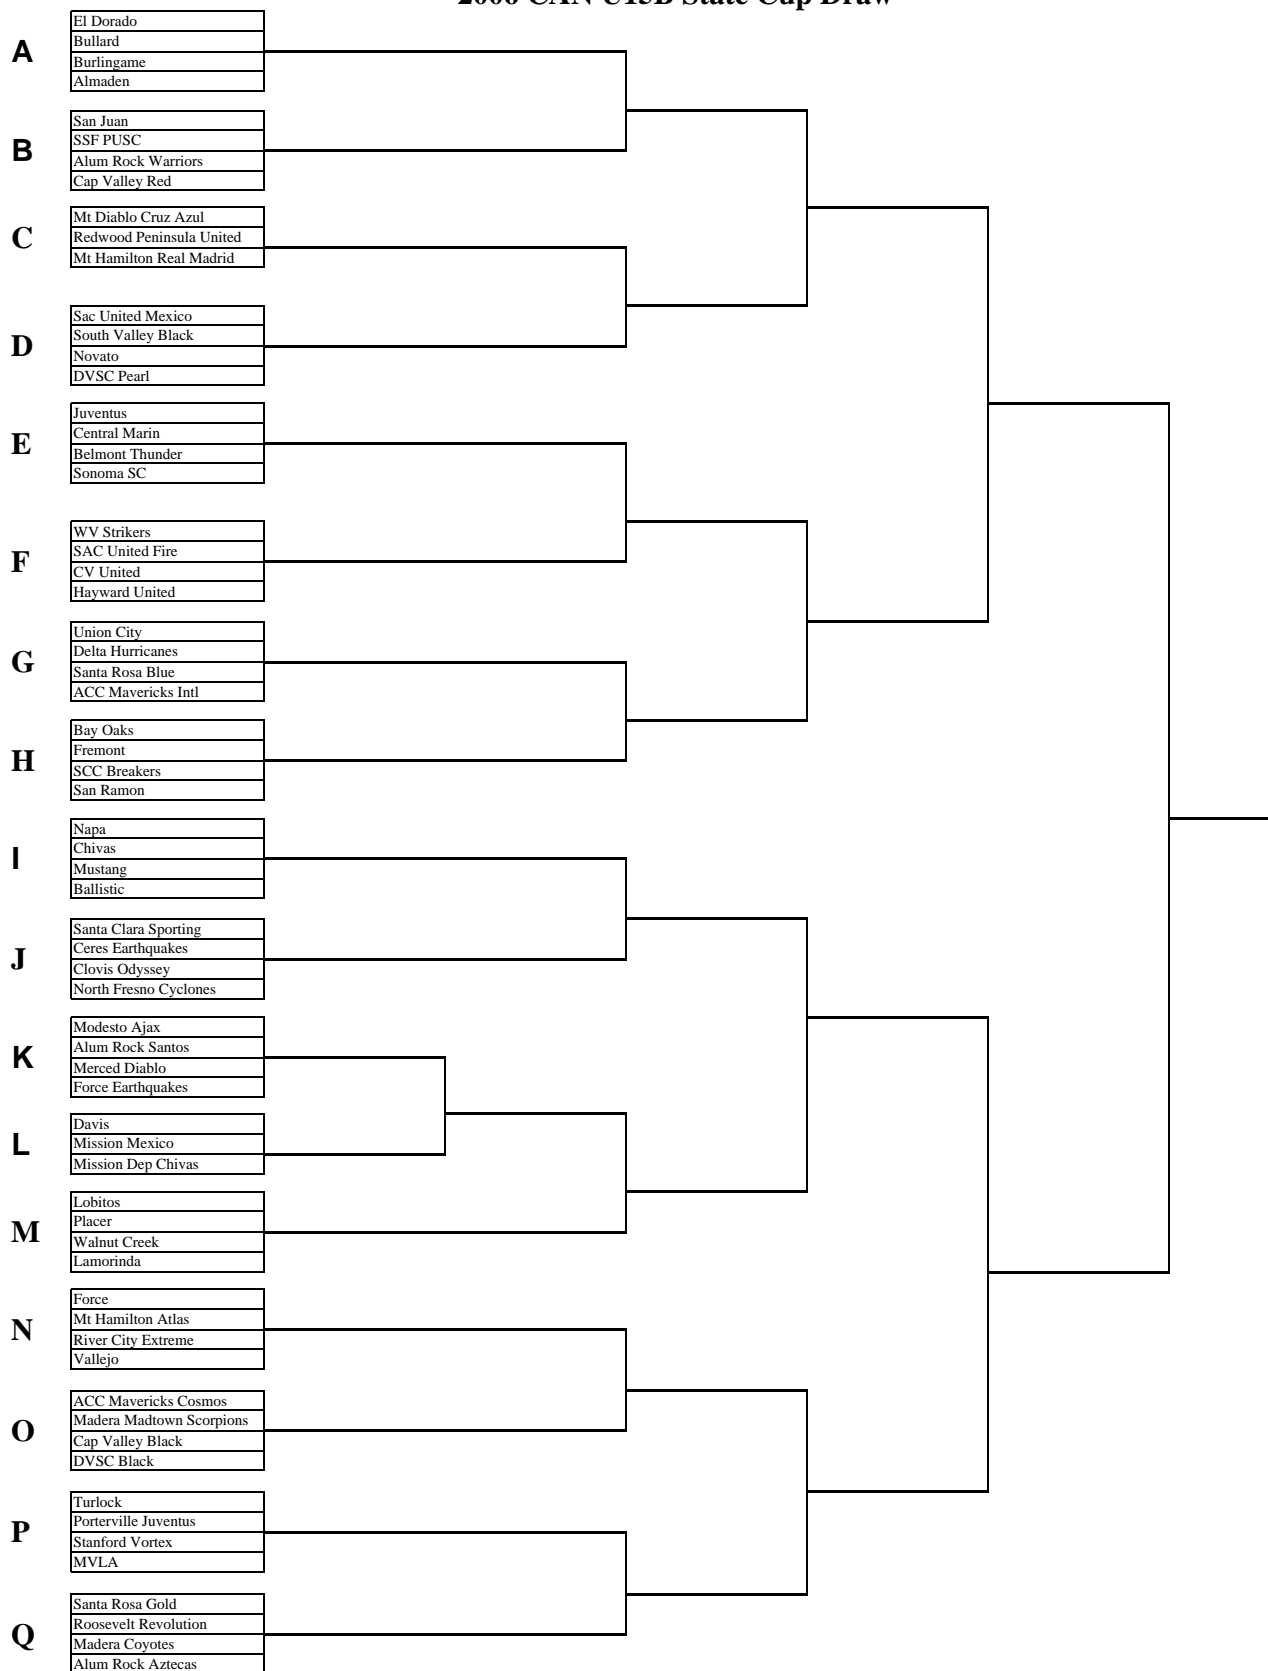 2006 CAN U15B State Cup Draw
A
El Dorado
Bullard
Burlingame
Almaden
B
San Juan
SSF PUSC
Alum Rock Warriors
Cap Valley Red
C
Mt Diablo Cruz Azul
Redwood Peninsula United
Mt Hamilton Real Madrid
D
Sac United Mexico
South Valley Black
Novato
DVSC Pearl
E
Juventus
Central Marin
Belmont Thunder
Sonoma SC
F
WV Strikers
SAC United Fire
CV United
Hayward United
G
Union City
Delta Hurricanes
Santa Rosa Blue
ACC Mavericks Intl
H
Bay Oaks
Fremont
SCC Breakers
San Ramon
I
Napa
Chivas
Mustang
Ballistic
J
Santa Clara Sporting
Ceres Earthquakes
Clovis Odyssey
North Fresno Cyclones
K
Modesto Ajax
Alum Rock Santos
Merced Diablo
Force Earthquakes
L
Davis
Mission Mexico
Mission Dep Chivas
M
Lobitos
Placer
Walnut Creek
Lamorinda
N
Force
Mt Hamilton Atlas
River City Extreme
Vallejo
O
ACC Mavericks Cosmos
Madera Madtown Scorpions
Cap Valley Black
DVSC Black
P
Turlock
Porterville Juventus
Stanford Vortex
MVLA
Q
Santa Rosa Gold
Roosevelt Revolution
Madera Coyotes
Alum Rock Aztecas